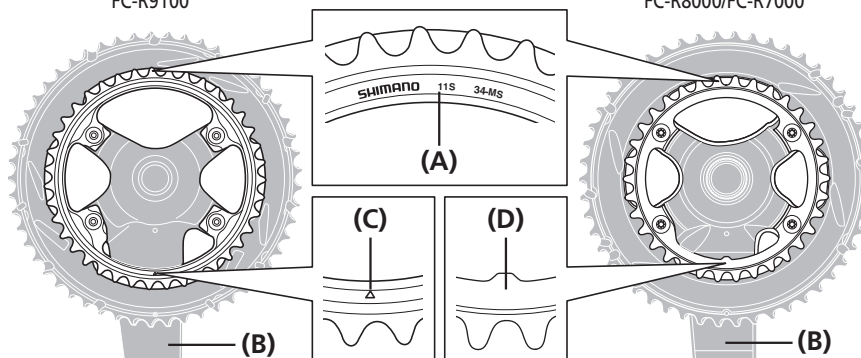 FC-R9100
FC-R8000/FC-R7000
SHIMANO 11S 34-MS
(A)
(C)
(D)
(B)
(B)